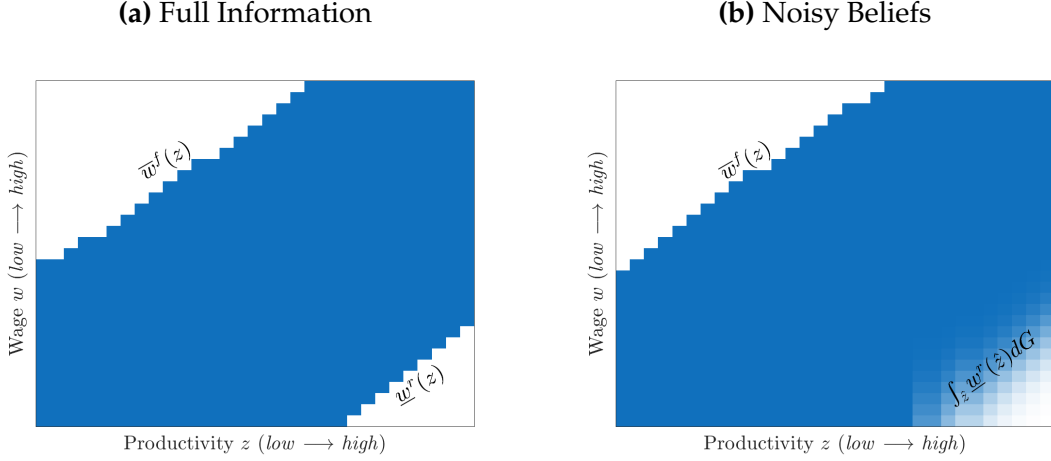 (a) Full Information
(b) Noisy Beliefs
Wage w (low ⟶ high)
w̅ᶠ(z)
w̲ʳ(z)
Productivity z (low ⟶ high)
Wage w (low ⟶ high)
w̅ᶠ(z)
∫_ẑ w̲ʳ(ẑ)dG
Productivity z (low ⟶ high)